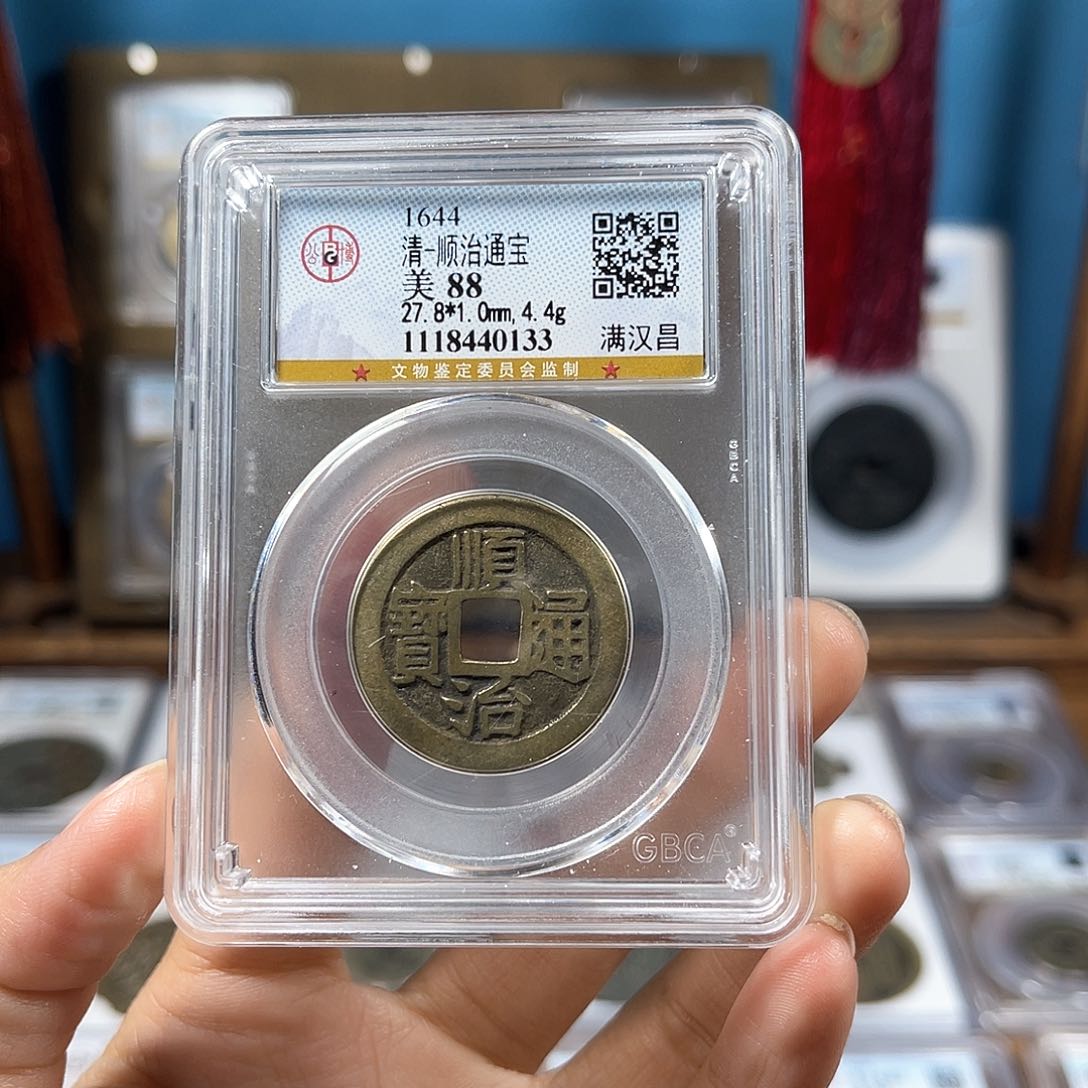 1644
清-顺治通宝
美 88
27.8*1.0mm, 4.4g
1118440133 满汉昌
★ 文物鉴定委员会监制 ★
GBCA
順治通寶
GBCA®